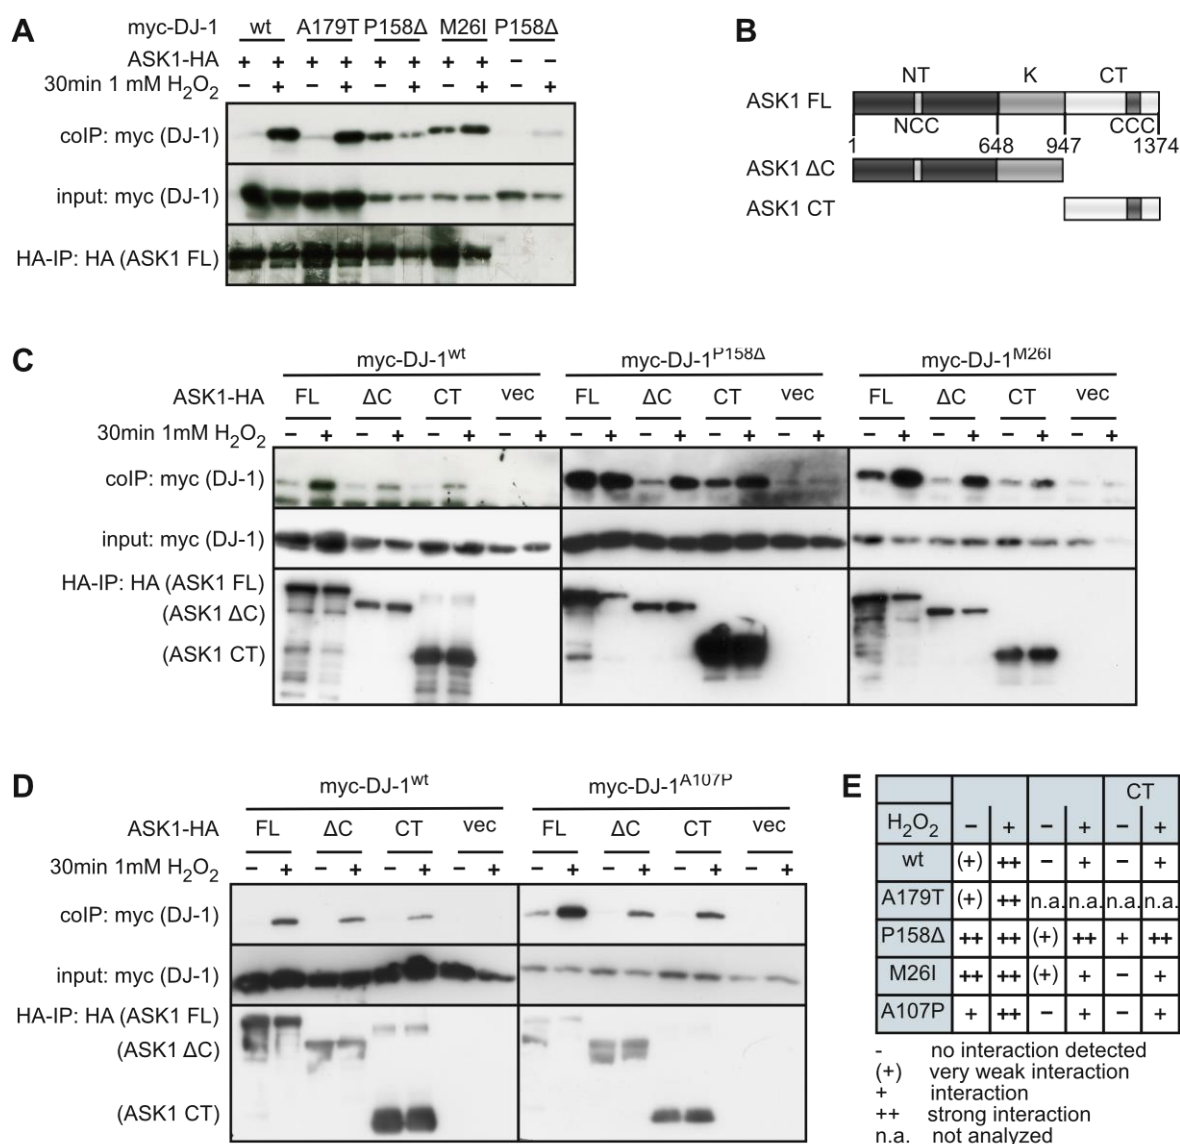 A
myc-DJ-1 wt A179T P158Δ M26I P158Δ
ASK1-HA + + + + + + + + − −
30min 1 mM H₂O₂ − + − + − + − + − +
coIP: myc (DJ-1)
input: myc (DJ-1)
HA-IP: HA (ASK1 FL)
B
NT K CT
ASK1 FL
NCC CCC
1 648 947 1374
ASK1 ΔC
ASK1 CT
C
myc-DJ-1wt myc-DJ-1P158Δ myc-DJ-1M26I
ASK1-HA FL ΔC CT vec FL ΔC CT vec FL ΔC CT vec
30min 1mM H₂O₂ − + − + − + − + − + − + − + − + − + − + − + − +
coIP: myc (DJ-1)
input: myc (DJ-1)
HA-IP: HA (ASK1 FL)
(ASK1 ΔC)
(ASK1 CT)
D
myc-DJ-1wt myc-DJ-1A107P
ASK1-HA FL ΔC CT vec FL ΔC CT vec
30min 1mM H₂O₂ − + − + − + − + − + − + − + − +
coIP: myc (DJ-1)
input: myc (DJ-1)
HA-IP: HA (ASK1 FL)
(ASK1 ΔC)
(ASK1 CT)
E
CT
H₂O₂ − + − + − +
wt (+) ++ − + − +
A179T (+) ++ n.a. n.a. n.a. n.a.
P158Δ ++ ++ (+) ++ + ++
M26I ++ ++ (+) + − +
A107P + ++ − + − +
- no interaction detected
(+) very weak interaction
+ interaction
++ strong interaction
n.a. not analyzed